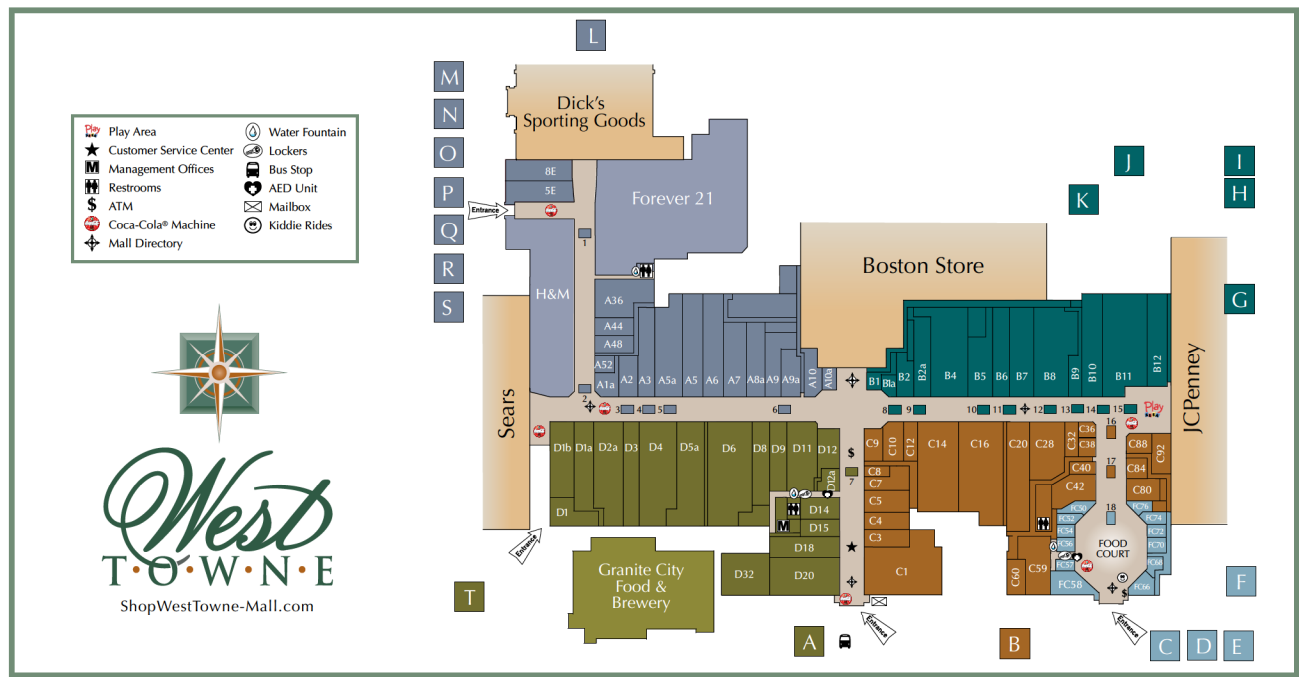 L
M
N
O
P
Q
R
S
J
I
H
K
G
Play Area
Customer Service Center
M Management Offices
Restrooms
$ ATM
Coca-Cola® Machine
Mall Directory
Water Fountain
Lockers
Bus Stop
AED Unit
Mailbox
Kiddie Rides
Dick's
Sporting Goods
8E
5E
Entrance
Forever 21
1
H&M
A36
A44
A48
A52
A1a
A2
A3
A5a
A5
A6
A7
A8a
A9
A9a
A10
A10a
Boston Store
B1
B1a
B2
B2a
B4
B5
B6
B7
B8
B9
B10
B11
B12
JCPenney
Sears
2
3
4
5
6
8
9
10
11
12
13
14
15
Play
16
D1b
D1a
D2a
D3
D4
D5a
D6
D8
D9
D11
D12
D12a
$
7
C9
C10
C12
C14
C16
C20
C28
C32
C36
C38
C88
C92
C8
C7
C40
17
C84
C42
C80
D1
D14
C5
D15
C4
M
D18
C3
D20
D32
C1
C60
C59
FC50
FC52
FC54
FC56
FC57
FC58
18
FOOD
COURT
FC76
FC74
FC72
FC70
FC68
FC66
$
Entrance
Granite City
Food &
Brewery
Entrance
Entrance
T
A
B
C
D
E
F
West
T·O·W·N·E
ShopWestTowne-Mall.com